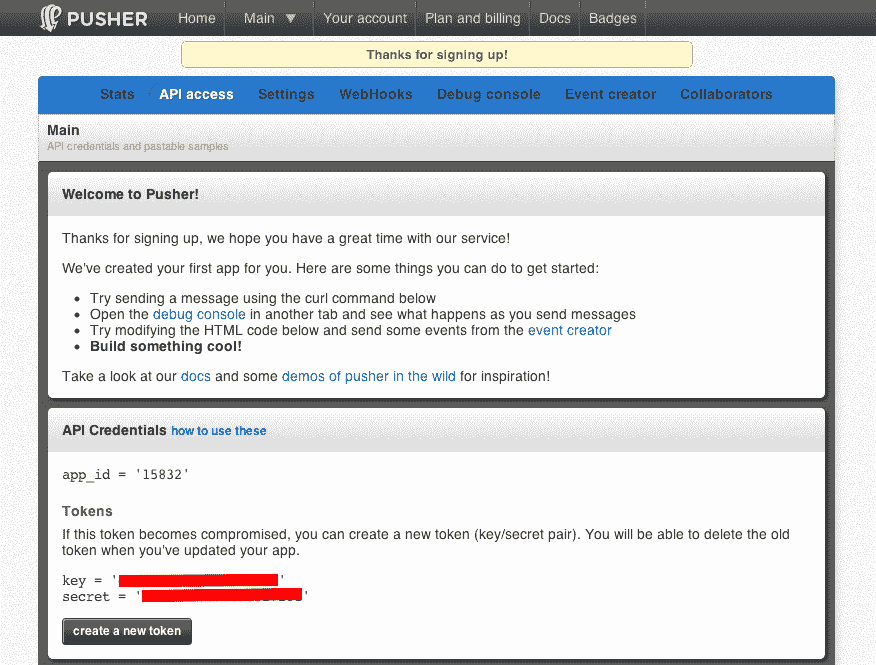 PUSHER Home Main ▼ Your account Plan and billing Docs Badges
Thanks for signing up!
Stats API access Settings WebHooks Debug console Event creator Collaborators
Main
API credentials and pastable samples
Welcome to Pusher!
Thanks for signing up, we hope you have a great time with our service!
We've created your first app for you. Here are some things you can do to get started:
• Try sending a message using the curl command below
• Open the debug console in another tab and see what happens as you send messages
• Try modifying the HTML code below and send some events from the event creator
• Build something cool!
Take a look at our docs and some demos of pusher in the wild for inspiration!
API Credentials how to use these
app_id = '15832'
Tokens
If this token becomes compromised, you can create a new token (key/secret pair). You will be able to delete the old
token when you've updated your app.
key = ' '
secret = ' '
create a new token